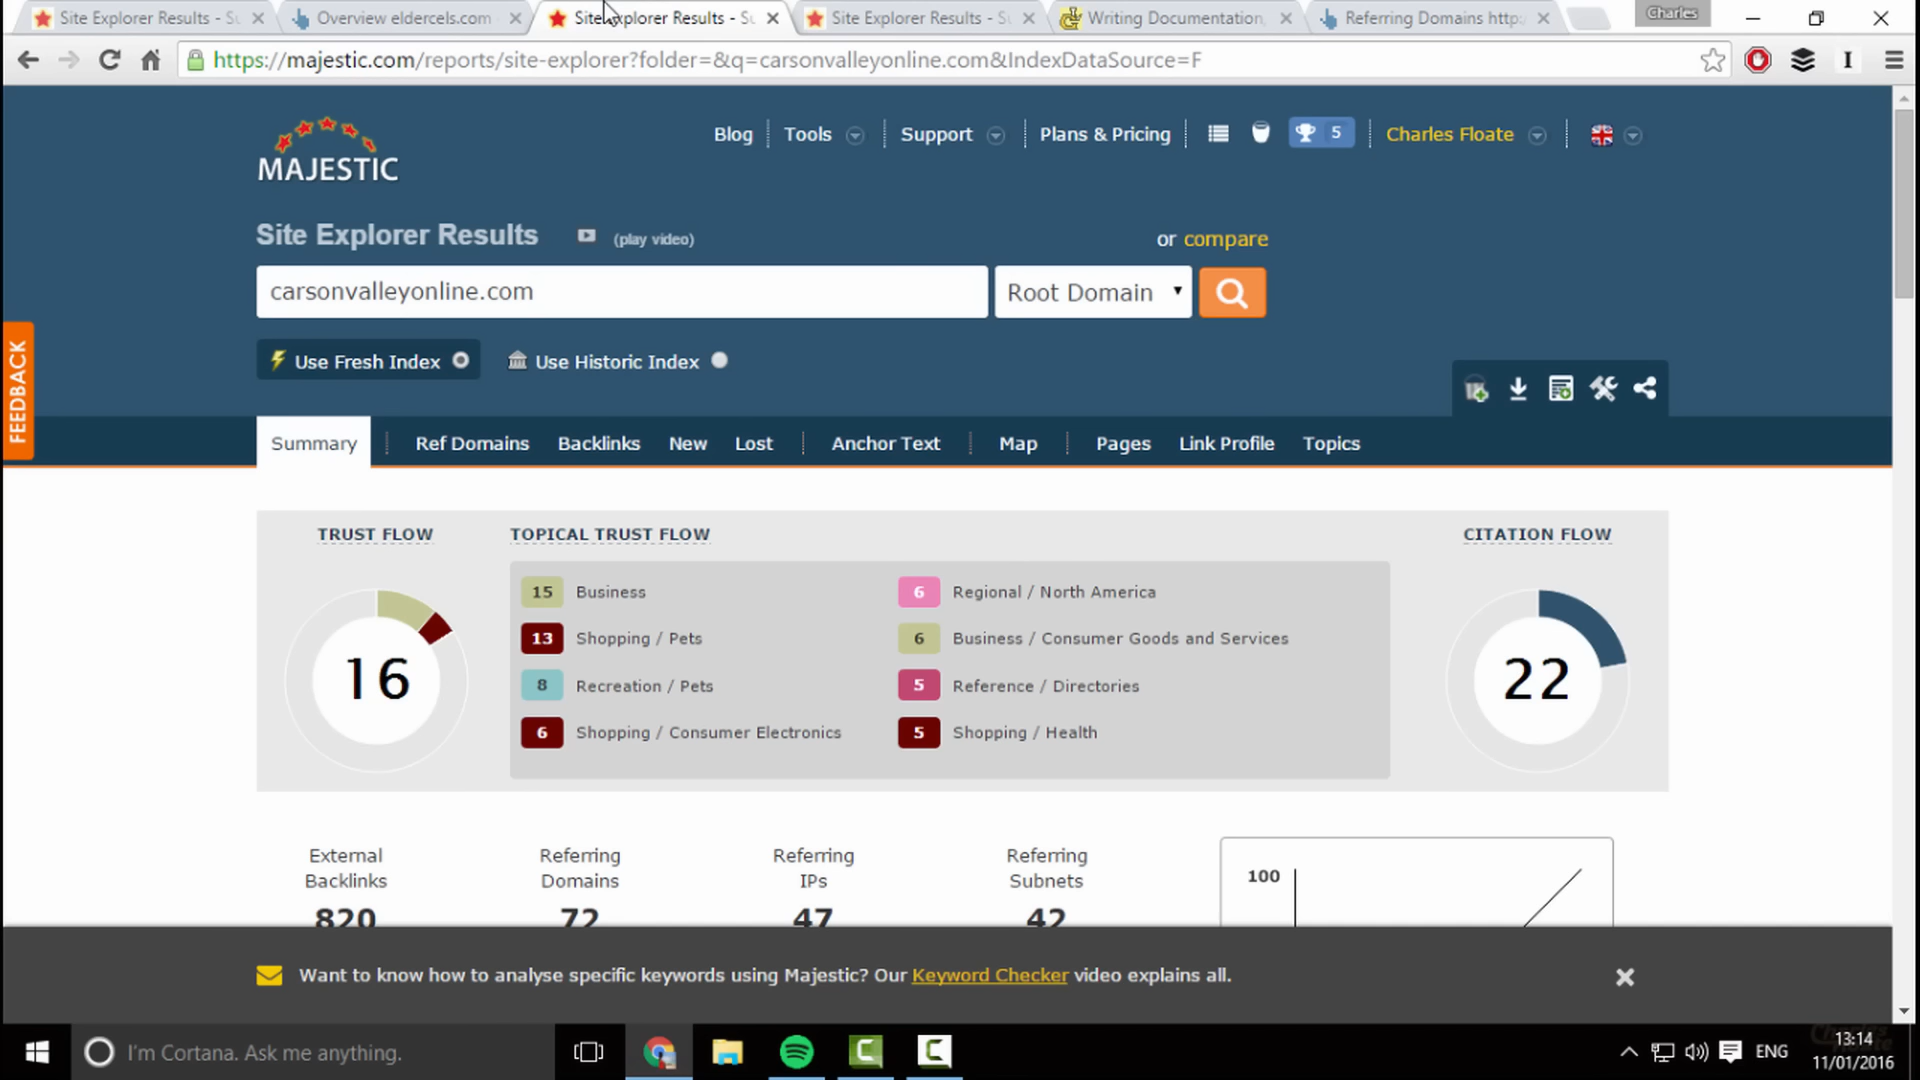 Site Explorer Results - Su
Overview eldercels.com
Site Explorer Results - Su
Site Explorer Results - Su
Writing Documentation,
Referring Domains http:
Charles
https://majestic.com/reports/site-explorer?folder=&q=carsonvalleyonline.com&IndexDataSource=F
MAJESTIC
Blog
Tools
Support
Plans & Pricing
5
Charles Floate
Site Explorer Results
(play video)
or compare
carsonvalleyonline.com
Root Domain
Use Fresh Index
Use Historic Index
FEEDBACK
Summary
Ref Domains
Backlinks
New
Lost
Anchor Text
Map
Pages
Link Profile
Topics
TRUST FLOW
16
TOPICAL TRUST FLOW
15 Business
13 Shopping / Pets
8 Recreation / Pets
6 Shopping / Consumer Electronics
6 Regional / North America
6 Business / Consumer Goods and Services
5 Reference / Directories
5 Shopping / Health
CITATION FLOW
22
External
Backlinks
820
Referring
Domains
72
Referring
IPs
47
Referring
Subnets
42
100
Want to know how to analyse specific keywords using Majestic? Our Keyword Checker video explains all.
I'm Cortana. Ask me anything.
ENG
13:14
11/01/2016